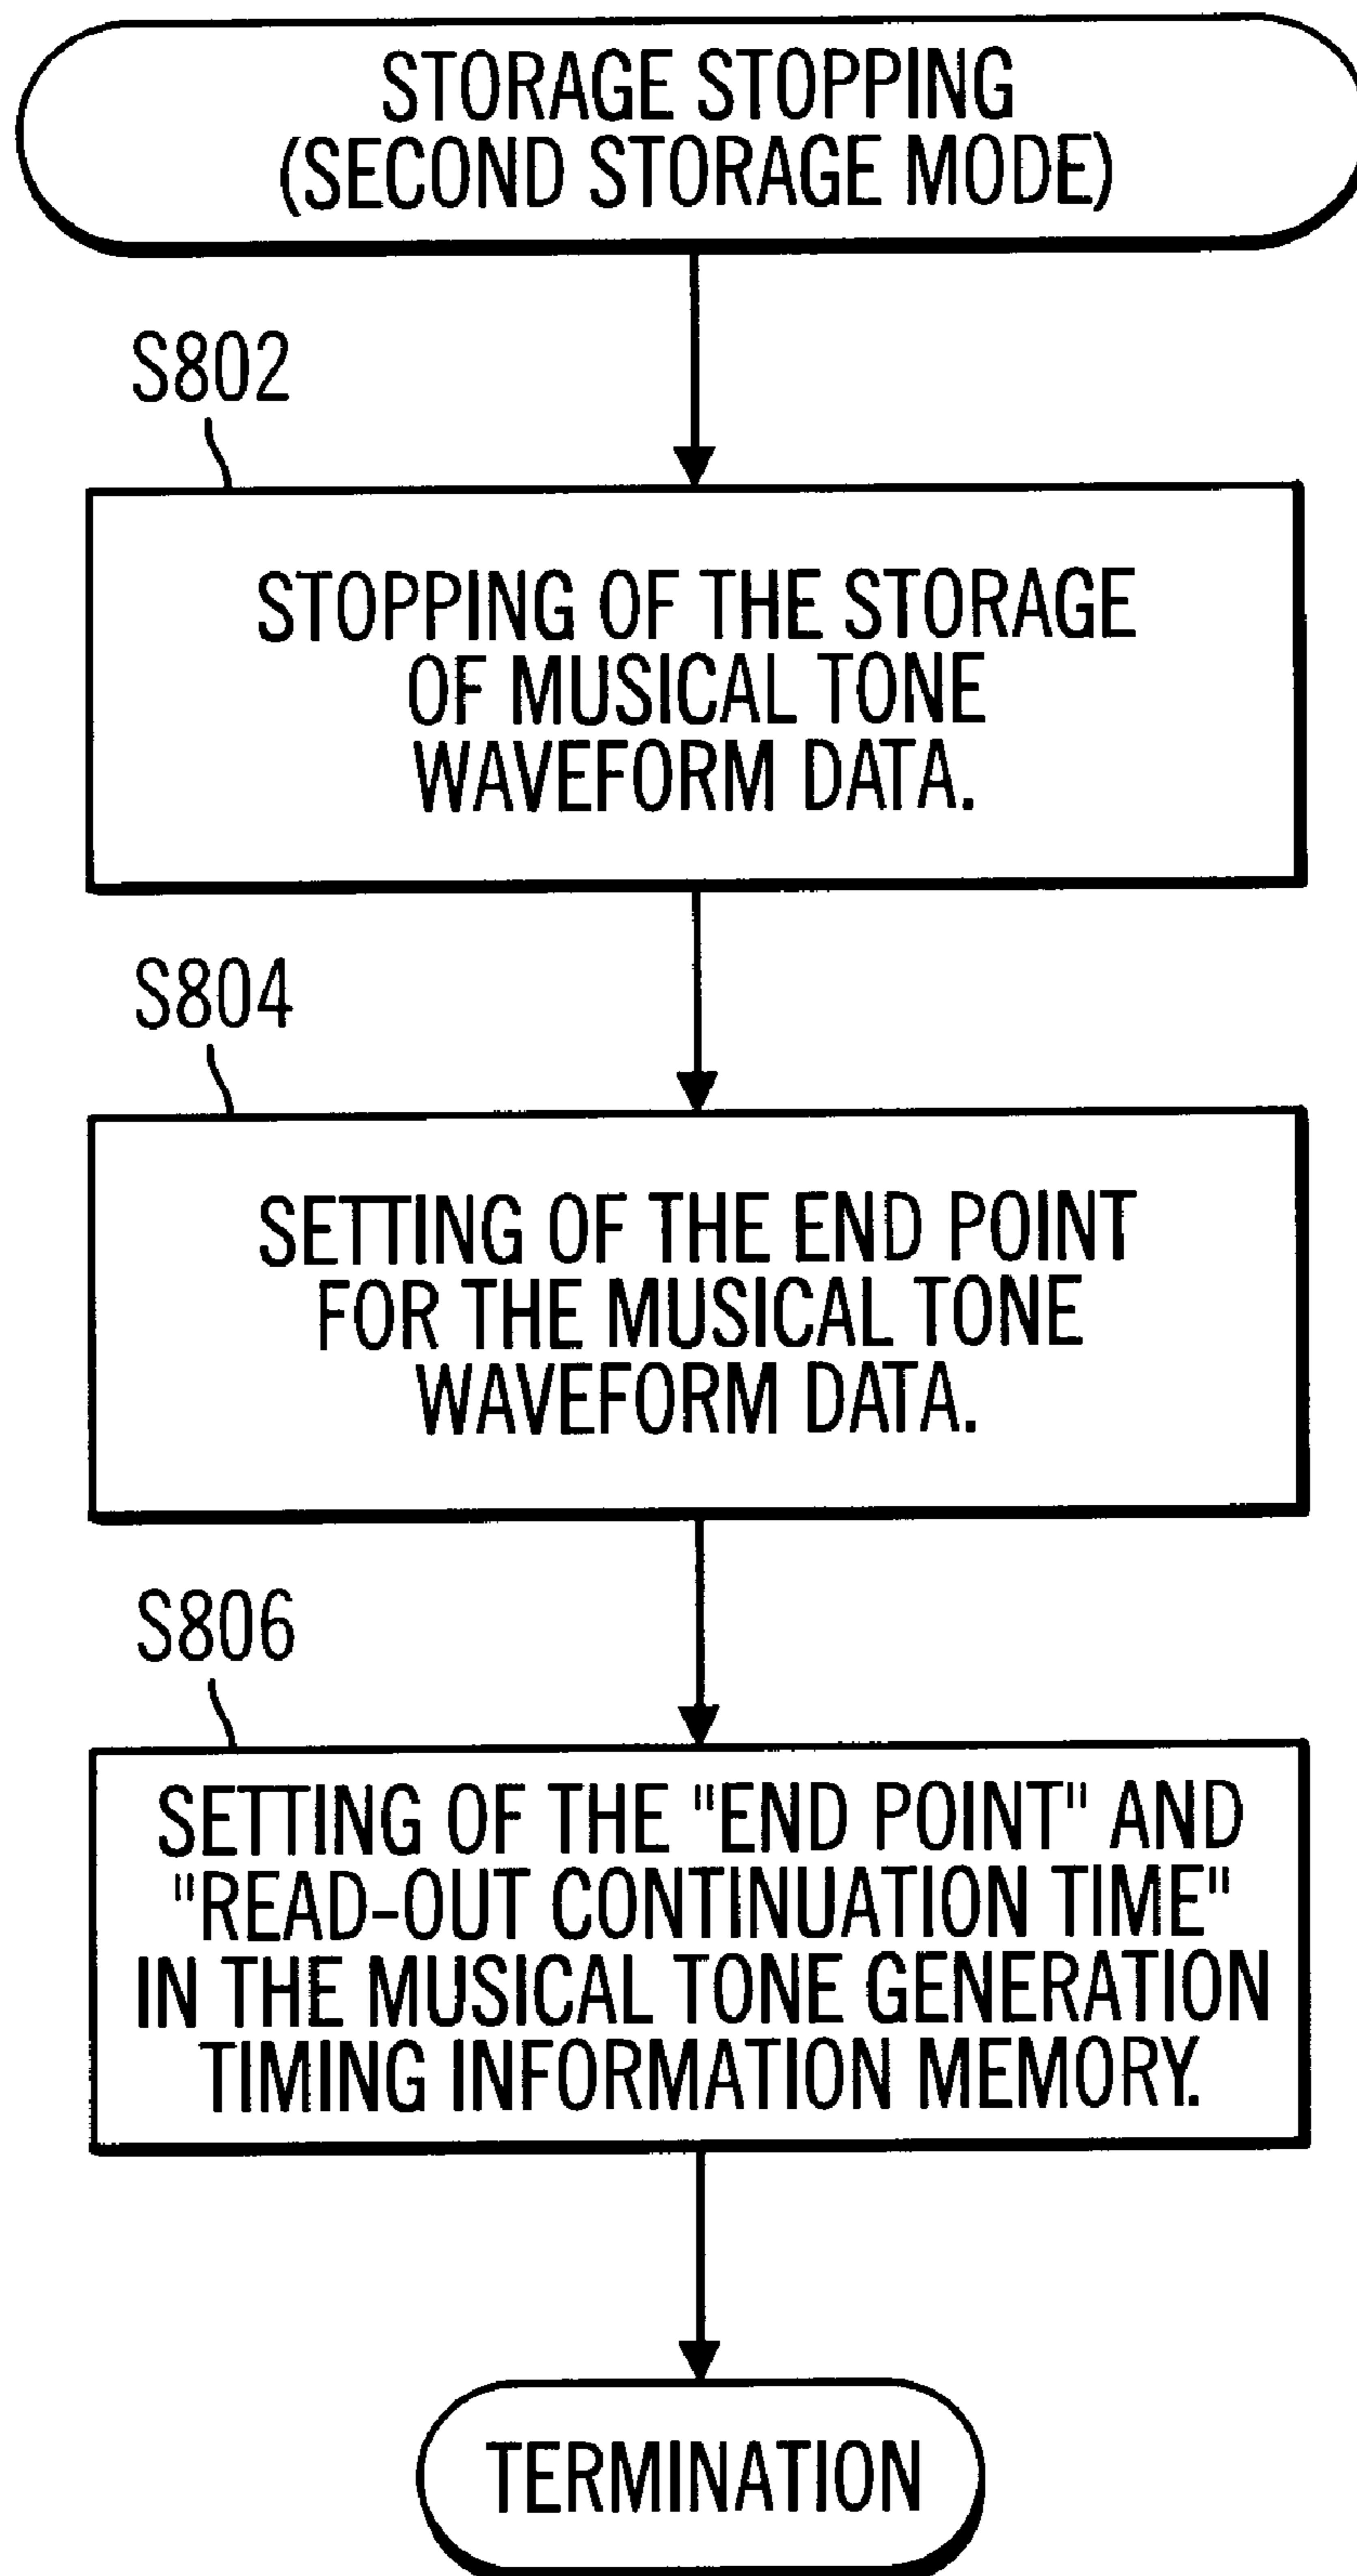 STORAGE STOPPING
(SECOND STORAGE MODE)
S802
STOPPING OF THE STORAGE
OF MUSICAL TONE
WAVEFORM DATA.
S804
SETTING OF THE END POINT
FOR THE MUSICAL TONE
WAVEFORM DATA.
S806
SETTING OF THE "END POINT" AND
"READ-OUT CONTINUATION TIME"
IN THE MUSICAL TONE GENERATION
TIMING INFORMATION MEMORY.
TERMINATION